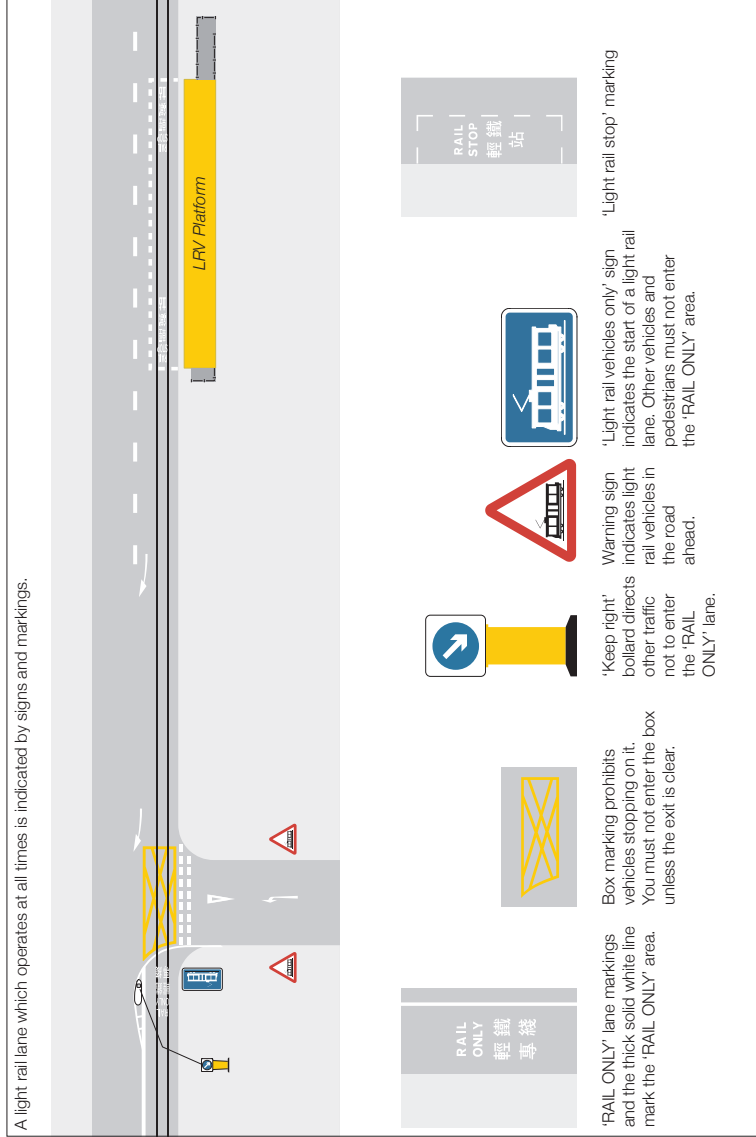 A light rail lane which operates at all times is indicated by signs and markings.
LRV Platform
RAIL
ONLY
輕鐵
專綫
'RAIL ONLY' lane markings
and the thick solid white line
mark the 'RAIL ONLY' area.
Box marking prohibits
vehicles stopping on it.
You must not enter the box
unless the exit is clear.
'Keep right'
bollard directs
other traffic
not to enter
the 'RAIL
ONLY' lane.
Warning sign
indicates light
rail vehicles in
the road
ahead.
'Light rail vehicles only' sign
indicates the start of a light rail
lane. Other vehicles and
pedestrians must not enter
the 'RAIL ONLY' area.
RAIL
STOP
輕鐵
站
'Light rail stop' marking